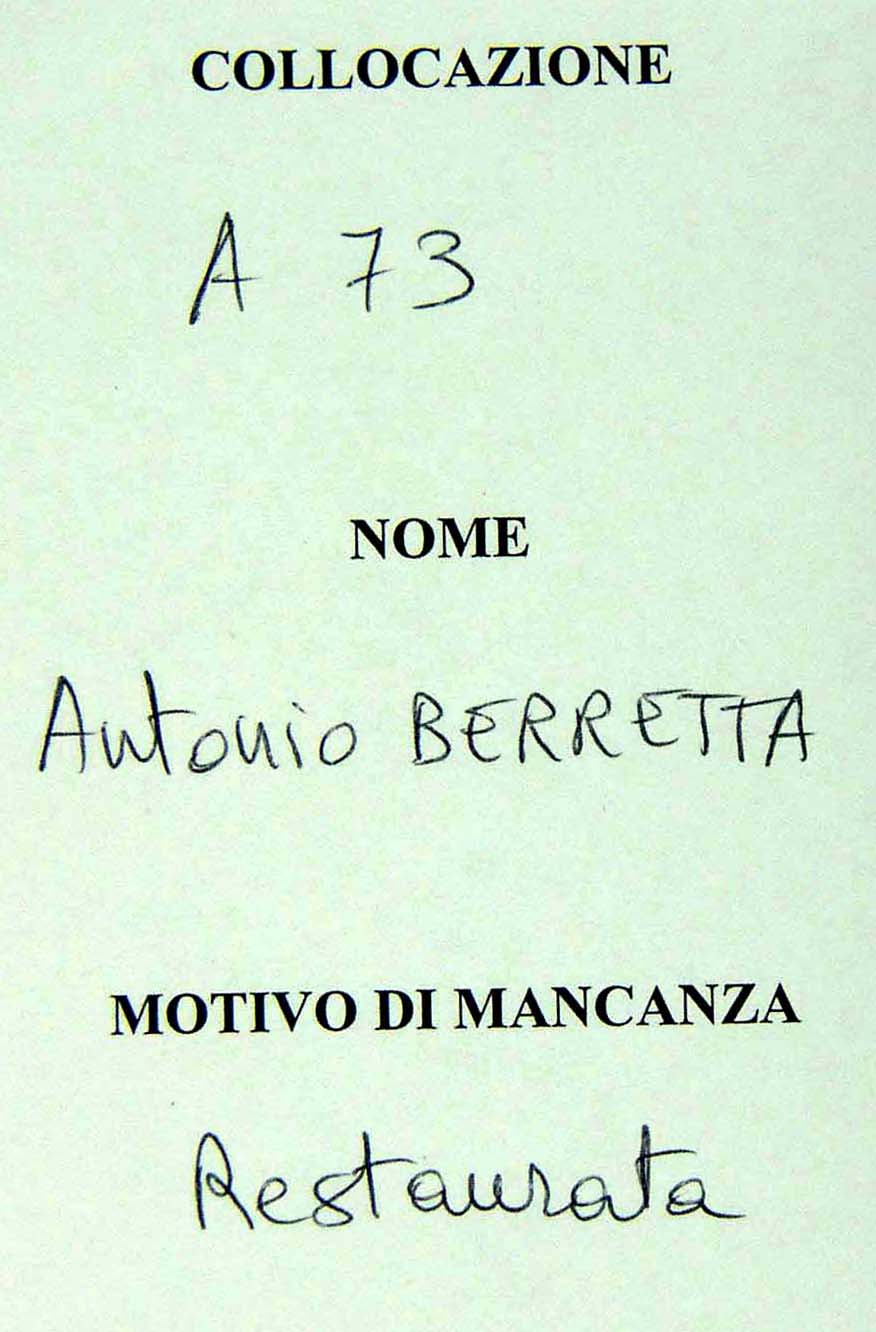 COLLOCAZIONE
A 73
NOME
Antonio BERRETTA
MOTIVO DI MANCANZA
Restaurata